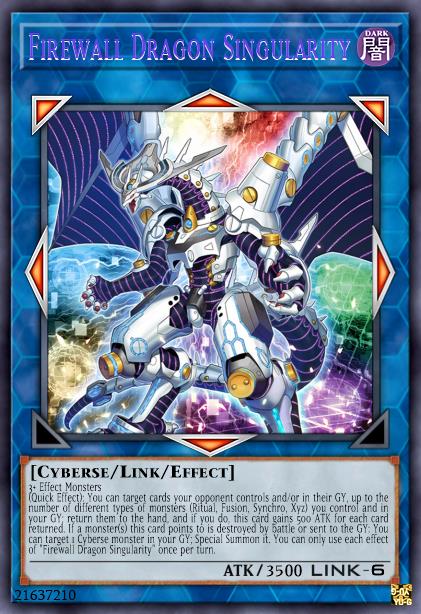 FIREWALL DRAGON SINGULARITY
DARK
闇
[CYBERSE/LINK/EFFECT]
3+ Effect Monsters
(Quick Effect): You can target cards your opponent controls and/or in their GY, up to the
number of different types of monsters (Ritual, Fusion, Synchro, Xyz) you control and in
your GY; return them to the hand, and if you do, this card gains 500 ATK for each card
returned. If a monster(s) this card points to is destroyed by battle or sent to the GY: You
can target 1 Cyberse monster in your GY; Special Summon it. You can only use each
effect of "Firewall Dragon Singularity" once per turn.
ATK/3500 LINK-6
21637210